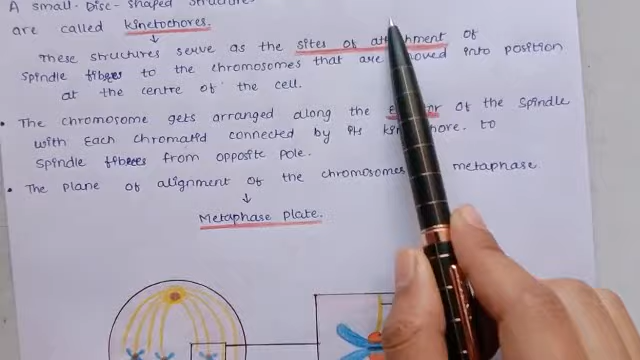 A small-Disc-shaped structure
are called kinetochores.
These structures serve as the sites of attachment of
spindle fibres to the chromosomes that are moved into position
at the centre of the cell.
• The chromosome gets arranged along the of the spindle
with Each chromatid connected by its kinetochore. to
spindle fibres from opposite pole.
• The plane of alignment of the chromosomes metaphase
Metaphase plate.